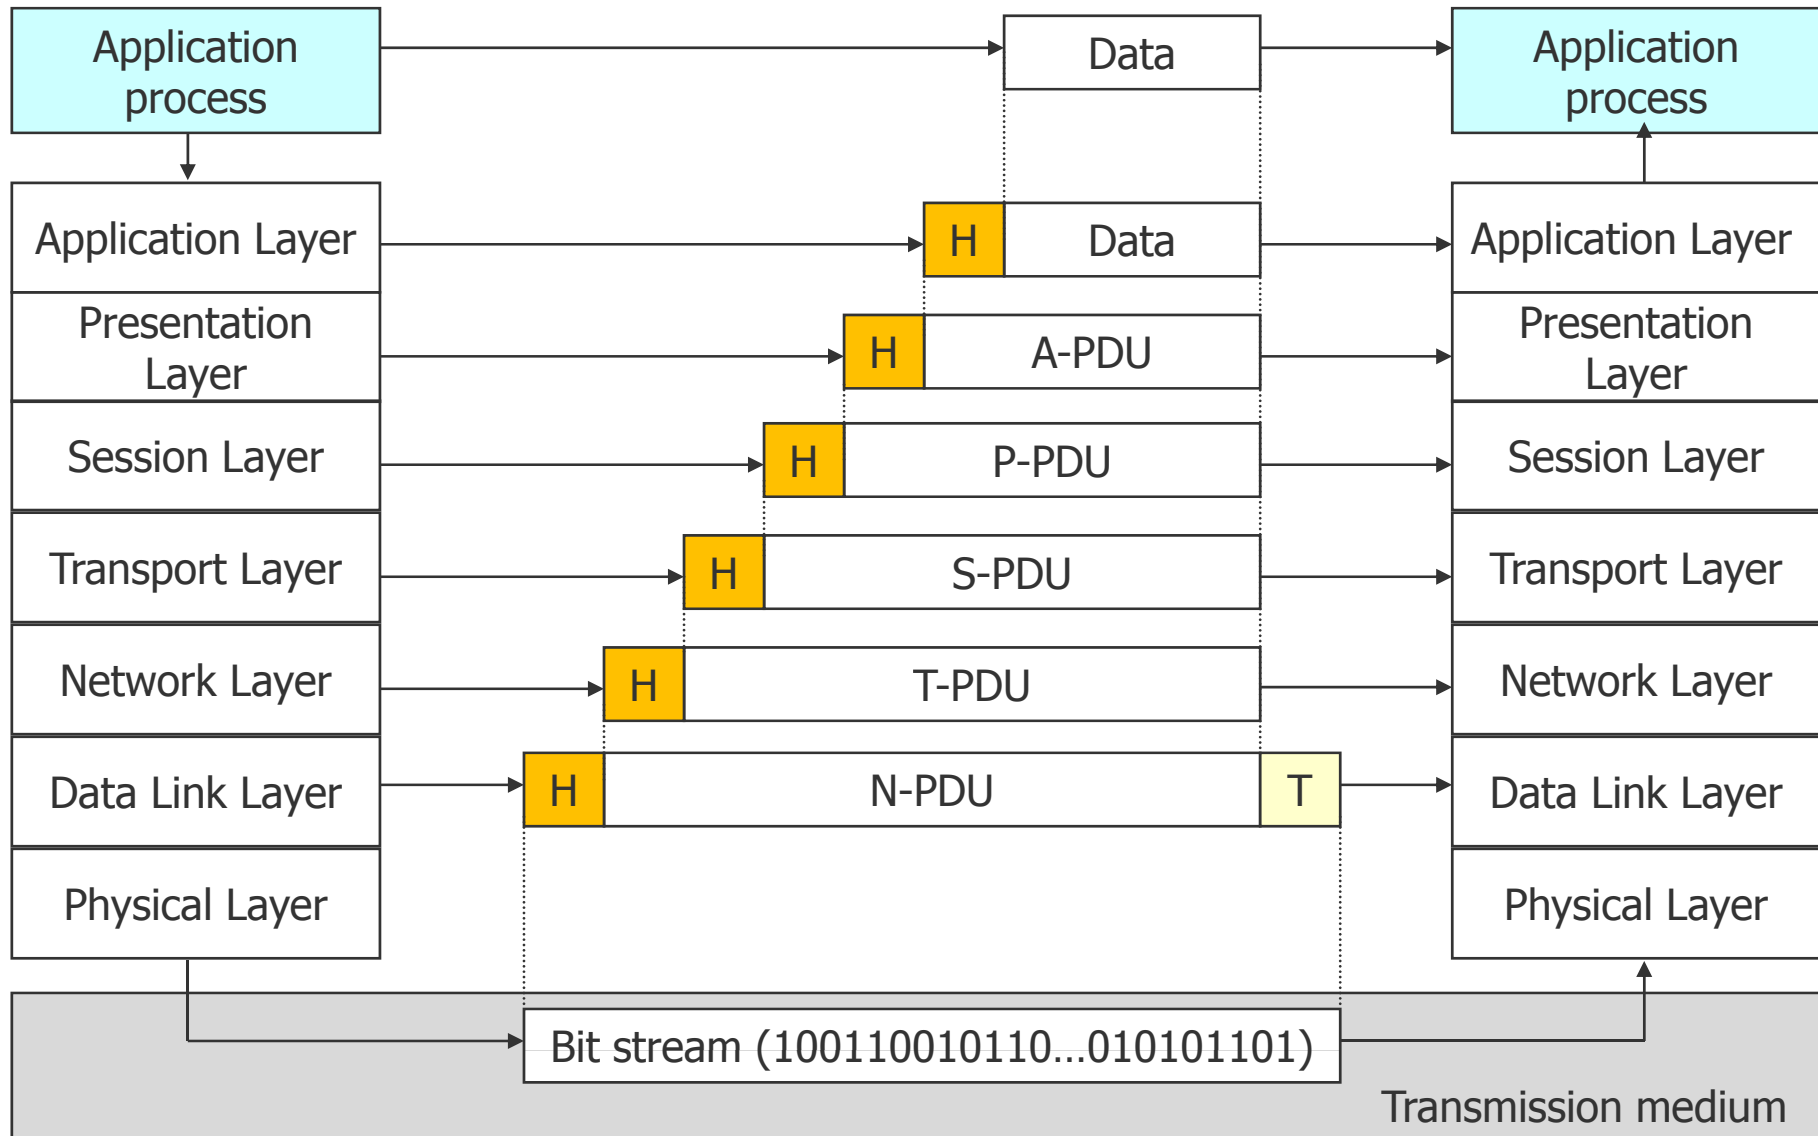 Application
process
Data
Application
process
Application Layer
H
Data
Application Layer
Presentation
Layer
H
A-PDU
Presentation
Layer
Session Layer
H
P-PDU
Session Layer
Transport Layer
H
S-PDU
Transport Layer
Network Layer
H
T-PDU
Network Layer
Data Link Layer
H
N-PDU
T
Data Link Layer
Physical Layer
Physical Layer
Bit stream (100110010110...010101101)
Transmission medium